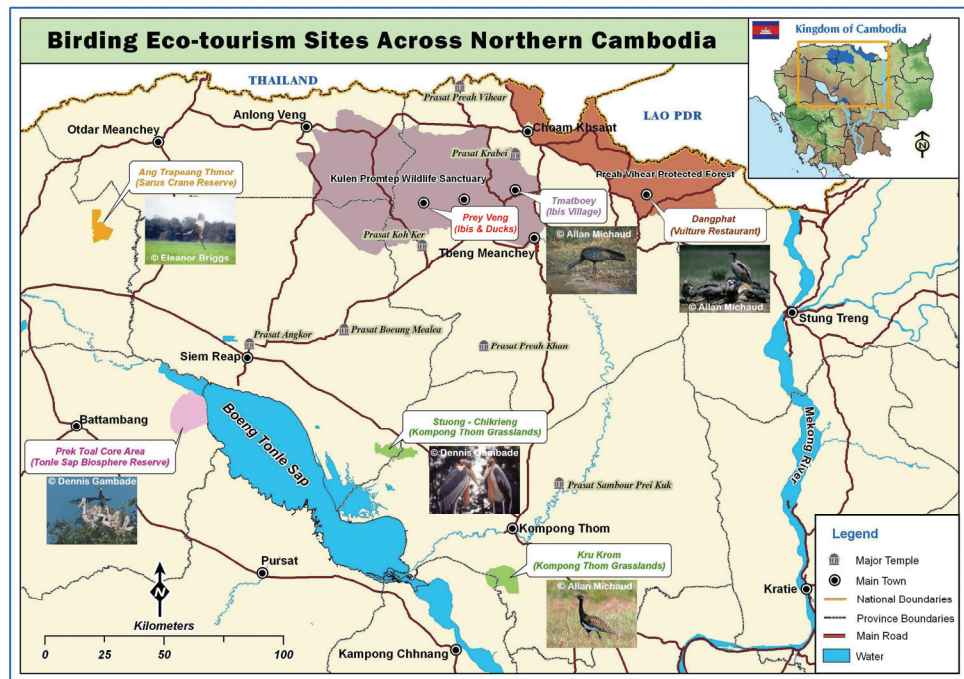 Birding Eco-tourism Sites Across Northern Cambodia
Kingdom of Cambodia
THAILAND
LAO PDR
Prasat Preah Vihear
Anlong Veng
Otdar Meanchey
Choam Khsant
Prasat Krabei
Ang Trapeang Thmor
(Sarus Crane Reserve)
© Eleanor Briggs
Kulen Promtep Wildlife Sanctuary
Preah Vihear Protected Forest
Tmatboey
(Ibis Village)
Prey Veng
(Ibis & Ducks)
Dangphat
(Vulture Restaurant)
Prasat Koh Ker
Tbeng Meanchey
© Allan Michaud
© Allan Michaud
Stung Treng
Prasat Angkor
Prasat Boeung Mealea
Prasat Preah Khan
Siem Reap
Boeng Tonle Sap
Mekong River
Battambang
Prek Toal Core Area
(Tonle Sap Biosphere Reserve)
© Dennis Gambade
Stuong - Chikrieng
(Kompong Thom Grasslands)
© Dennis Gambade
Prasat Sambour Prei Kuk
Kompong Thom
Kru Krom
(Kompong Thom Grasslands)
© Allan Michaud
Pursat
Kratie
Kampong Chhnang
N
N
Kilometers
0 25 50 100
Legend
Major Temple
Main Town
National Boundaries
Province Boundaries
Main Road
Water